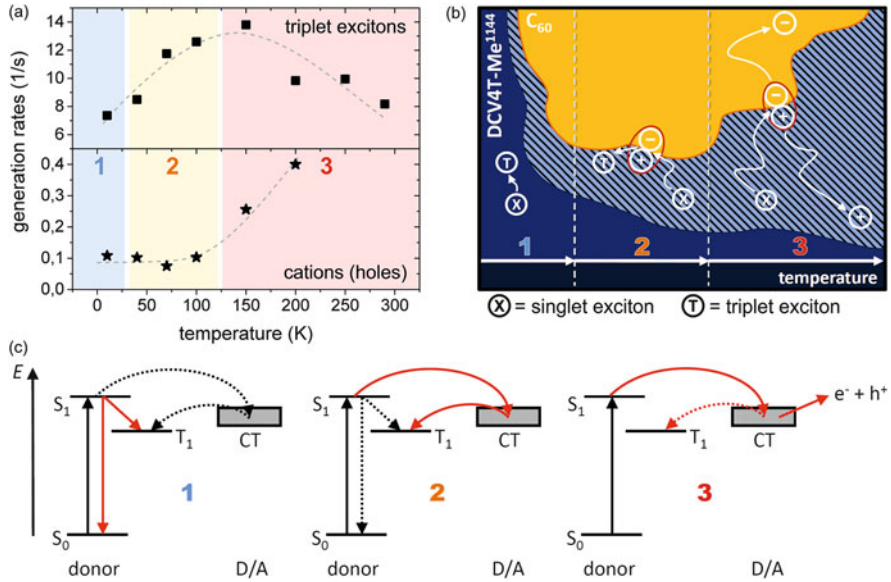 (a)
triplet excitons
14
12
10
8
6
generation rates (1/s)
1 2 3
0,4
0,3
0,2
0,1
0,0
cations (holes)
0 50 100 150 200 250 300
temperature (K)
(b)
C60
DCV4T-Me1144
−
−
+
−
+
T
X
T
X
X
+
1 2 3
temperature
X = singlet exciton T = triplet exciton
(c)
E
S1
T1
CT
1
S0
donor D/A
S1
T1
CT
2
S0
donor D/A
S1
T1
CT
e- + h+
3
S0
donor D/A